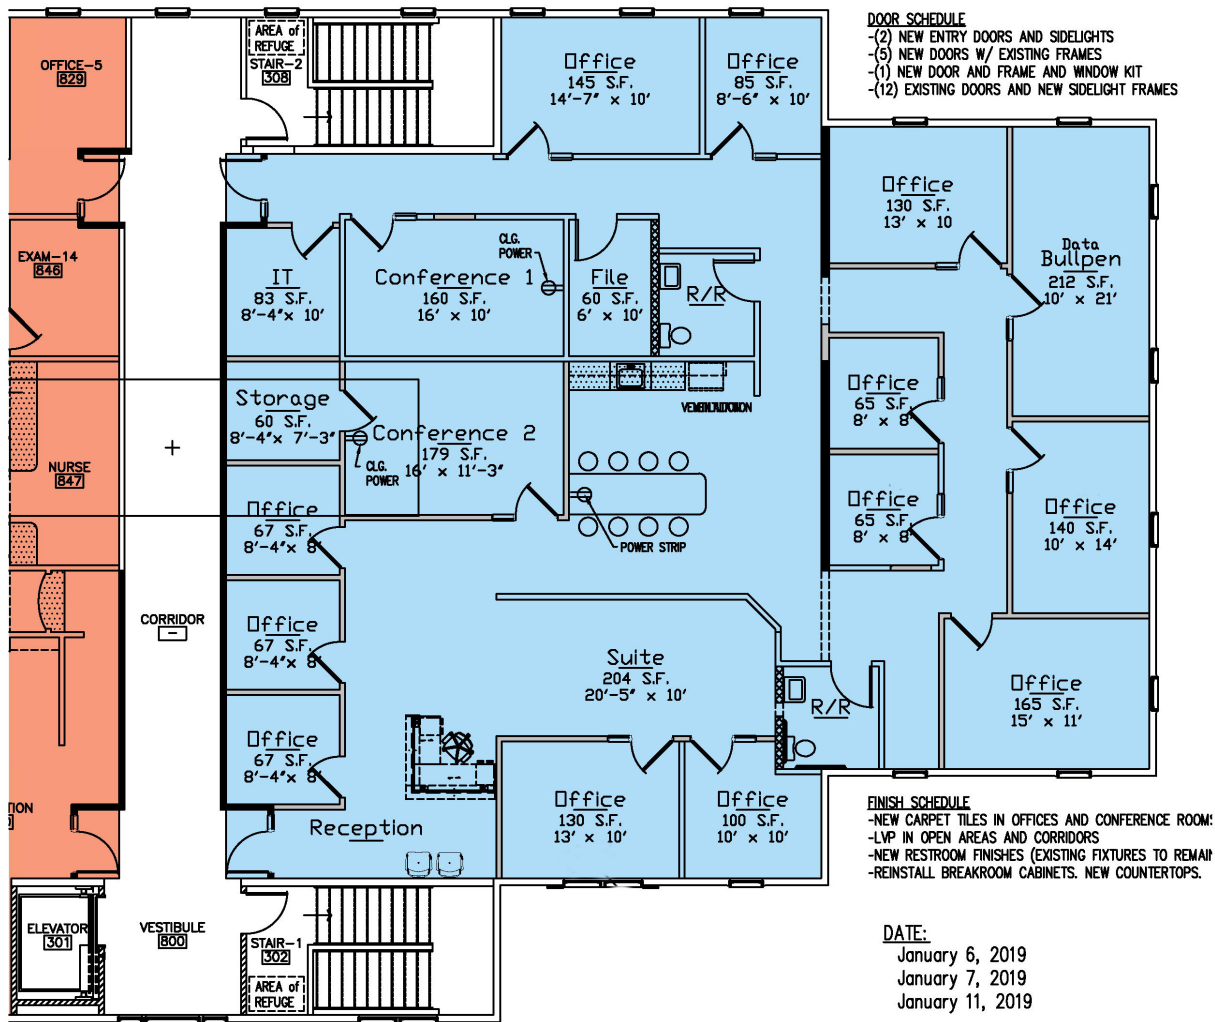 DOOR SCHEDULE
-(2) NEW ENTRY DOORS AND SIDELIGHTS
-(5) NEW DOORS W/ EXISTING FRAMES
-(1) NEW DOOR AND FRAME AND WINDOW KIT
-(12) EXISTING DOORS AND NEW SIDELIGHT FRAMES
OFFICE-5
829
AREA of
REFUGE
STAIR-2
308
Office
145 S.F.
14'-7" x 10'
Office
85 S.F.
8'-6" x 10'
Office
130 S.F.
13' x 10
Data
Bullpen
212 S.F.
10' x 21'
EXAM-14
846
IT
83 S.F.
8'-4"x 10'
Conference 1
160 S.F.
16' x 10'
CLG.
POWER
File
60 S.F.
6' x 10'
R/R
Storage
60 S.F.
8'-4"x 7'-3"
Conference 2
179 S.F.
16' x 11'-3"
CLG.
POWER
Office
65 S.F.
8' x 8'
NURSE
847
Office
67 S.F.
8'-4"x 8'
POWER STRIP
Office
65 S.F.
8' x 8'
Office
140 S.F.
10' x 14'
CORRIDOR
-
Office
67 S.F.
8'-4"x 8'
Suite
204 S.F.
20'-5" x 10'
R/R
Office
165 S.F.
15' x 11'
Office
67 S.F.
8'-4"x 8'
TION
Reception
Office
130 S.F.
13' x 10'
Office
100 S.F.
10' x 10'
FINISH SCHEDULE
-NEW CARPET TILES IN OFFICES AND CONFERENCE ROOMS
-LVP IN OPEN AREAS AND CORRIDORS
-NEW RESTROOM FINISHES (EXISTING FIXTURES TO REMAIN
-REINSTALL BREAKROOM CABINETS. NEW COUNTERTOPS.
ELEVATOR
301
VESTIBULE
800
STAIR-1
302
AREA of
REFUGE
DATE:
January 6, 2019
January 7, 2019
January 11, 2019